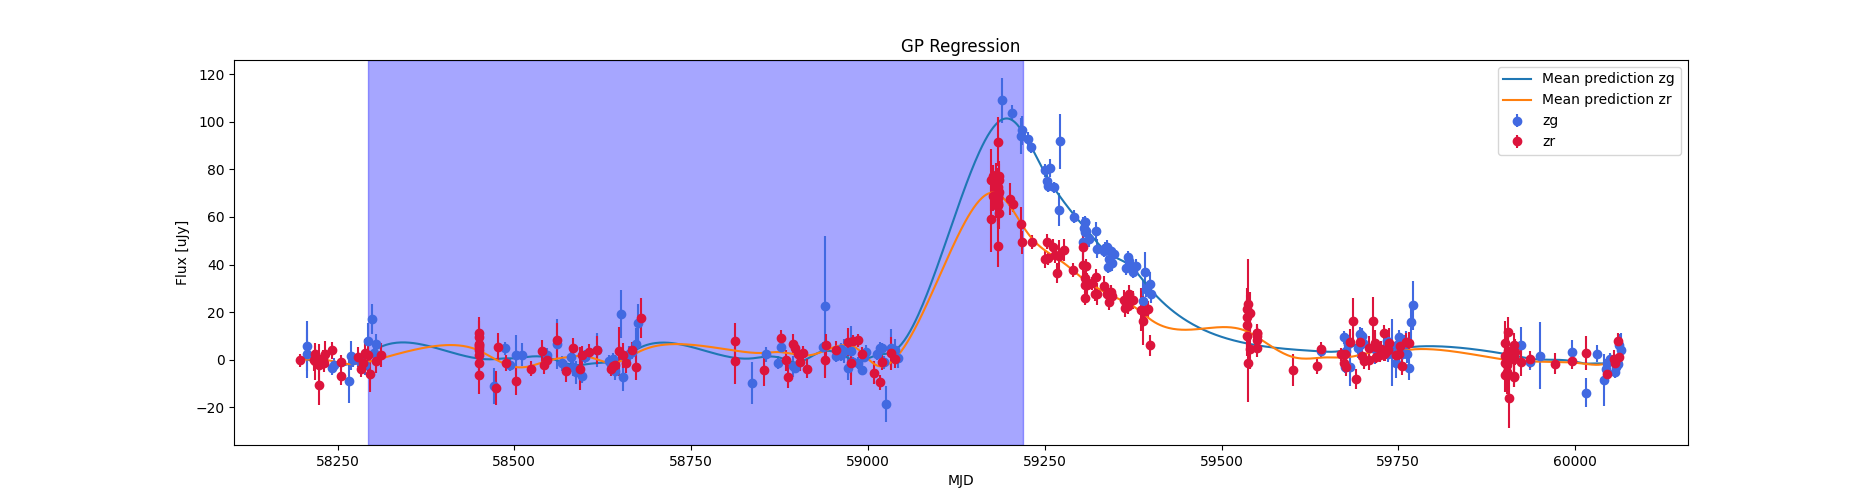 GP Regression
120
100
80
60
40
20
0
−20
Flux [uJy]
58250
58500
58750
59000
59250
59500
59750
60000
MJD
Mean prediction zg
Mean prediction zr
zg
zr